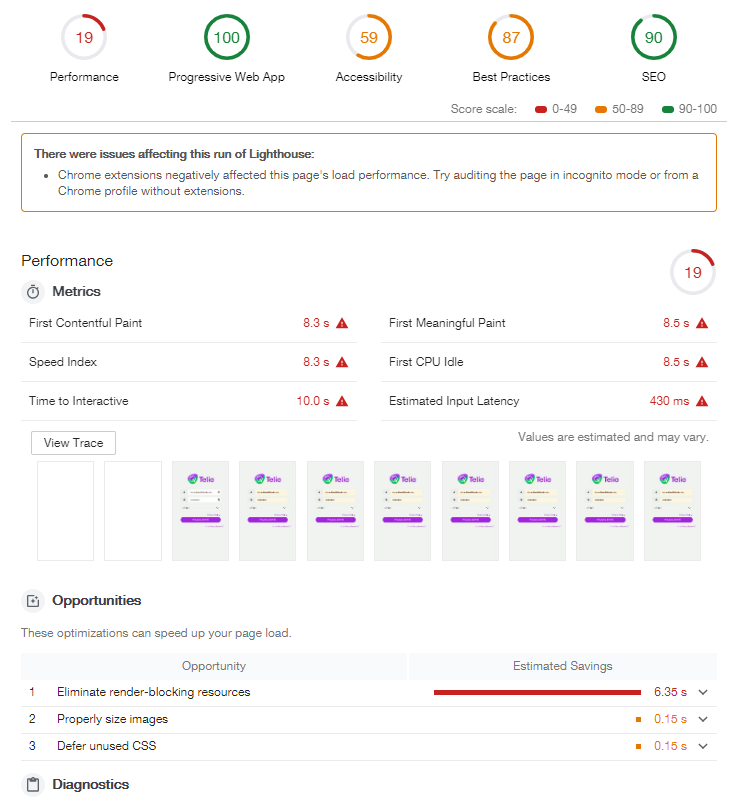 19 100 59 87 90
Performance Progressive Web App Accessibility Best Practices SEO
Score scale: 0-49 50-89 90-100
There were issues affecting this run of Lighthouse:
• Chrome extensions negatively affected this page's load performance. Try auditing the page in incognito mode or from a
Chrome profile without extensions.
Performance 19
Metrics
First Contentful Paint 8.3 s First Meaningful Paint 8.5 s
Speed Index 8.3 s First CPU Idle 8.5 s
Time to Interactive 10.0 s Estimated Input Latency 430 ms
View Trace Values are estimated and may vary.
Telia Telia Telia Telia Telia Telia Telia Telia
Opportunities
These optimizations can speed up your page load.
Opportunity Estimated Savings
1 Eliminate render-blocking resources 6.35 s
2 Properly size images 0.15 s
3 Defer unused CSS 0.15 s
Diagnostics